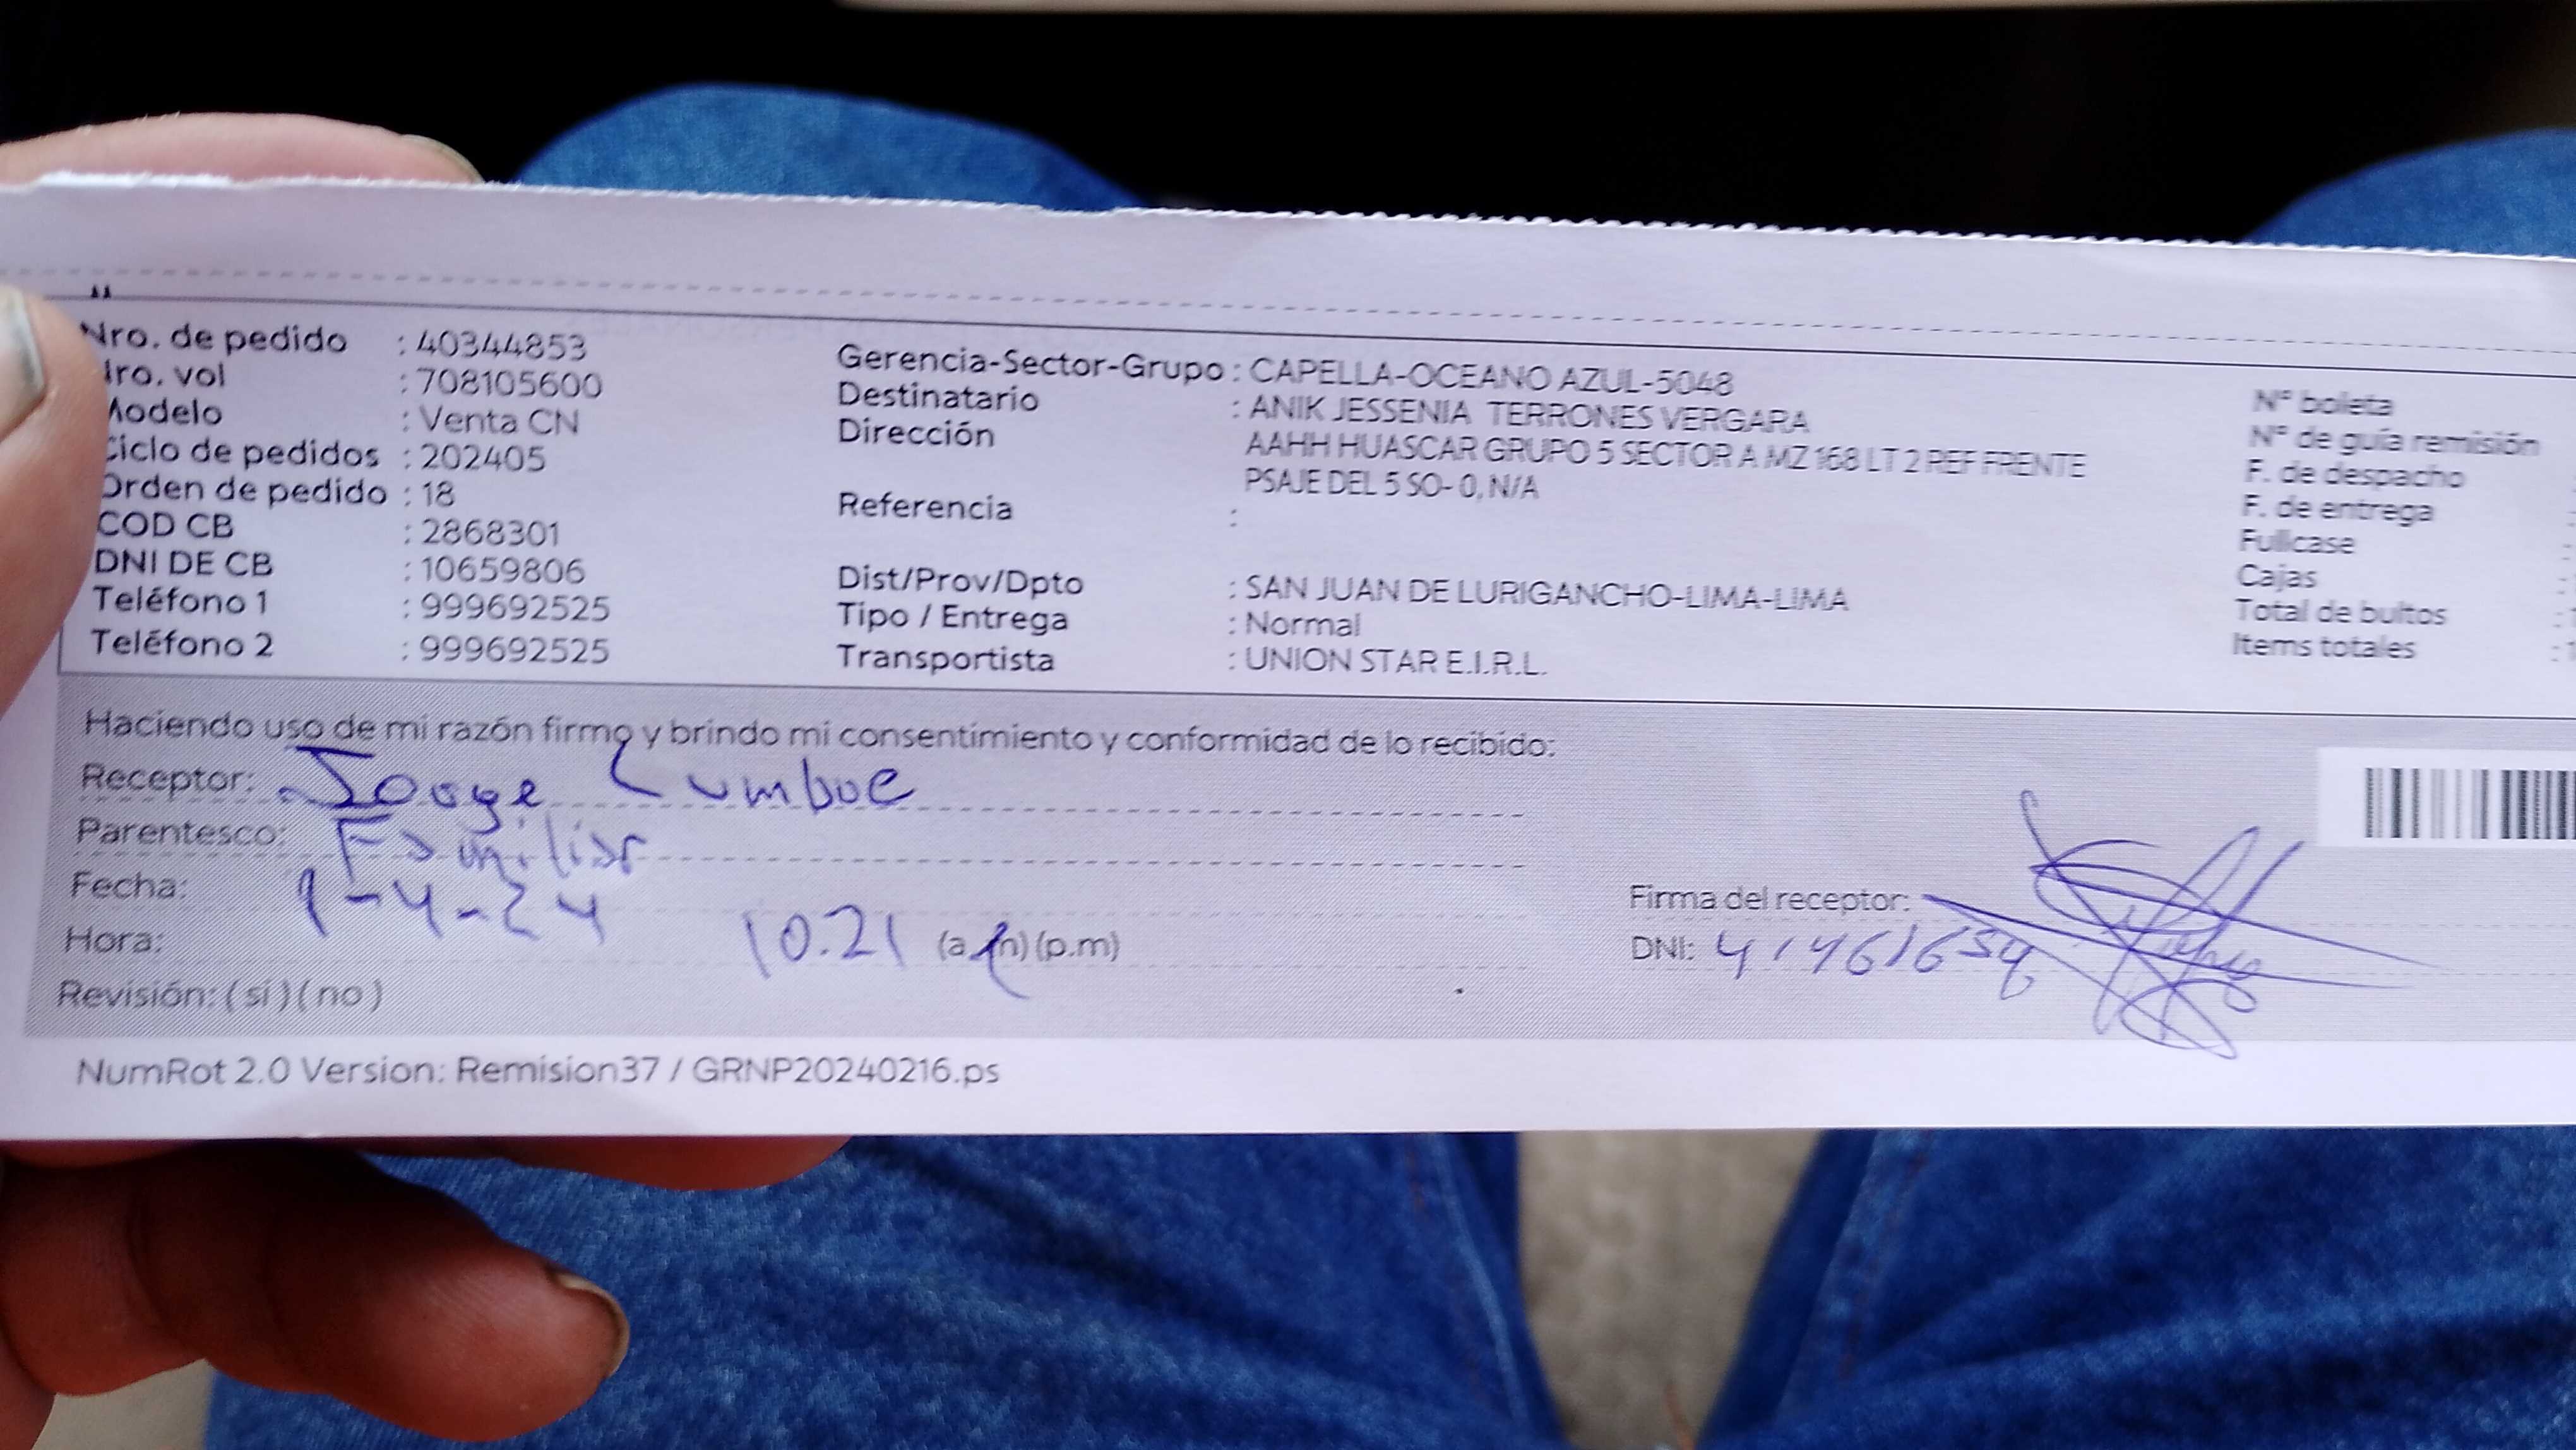 Nro. de pedido : 40344853
Nro. vol : 708105600
Modelo : Venta CN
Ciclo de pedidos : 202405
Orden de pedido : 18
COD CB : 2868301
DNI DE CB : 10659806
Teléfono 1 : 999692525
Teléfono 2 : 999692525
Gerencia-Sector-Grupo : CAPELLA-OCEANO AZUL-5048
Destinatario : ANIK JESSENIA TERRONES VERGARA
Dirección AAHH HUASCAR GRUPO 5 SECTOR A MZ 168 LT 2 REF FRENTE
PSAJE DEL 5 SO- 0, N/A
Referencia :
Dist/Prov/Dpto : SAN JUAN DE LURIGANCHO-LIMA-LIMA
Tipo / Entrega : Normal
Transportista : UNION STAR E.I.R.L.
N° boleta
N° de guía remisión
F. de despacho
F. de entrega
Fullcase
Cajas
Total de bultos
Items totales
Haciendo uso de mi razón firmo y brindo mi consentimiento y conformidad de lo recibido:
Receptor: Jorge
Parentesco: Familiar
Fecha: 1-4-24
Hora: 10.21 (a.m) (p.m)
Revisión: ( si ) ( no )
Firma del receptor:
DNI:
NumRot 2.0 Version: Remision37 / GRNP20240216.ps